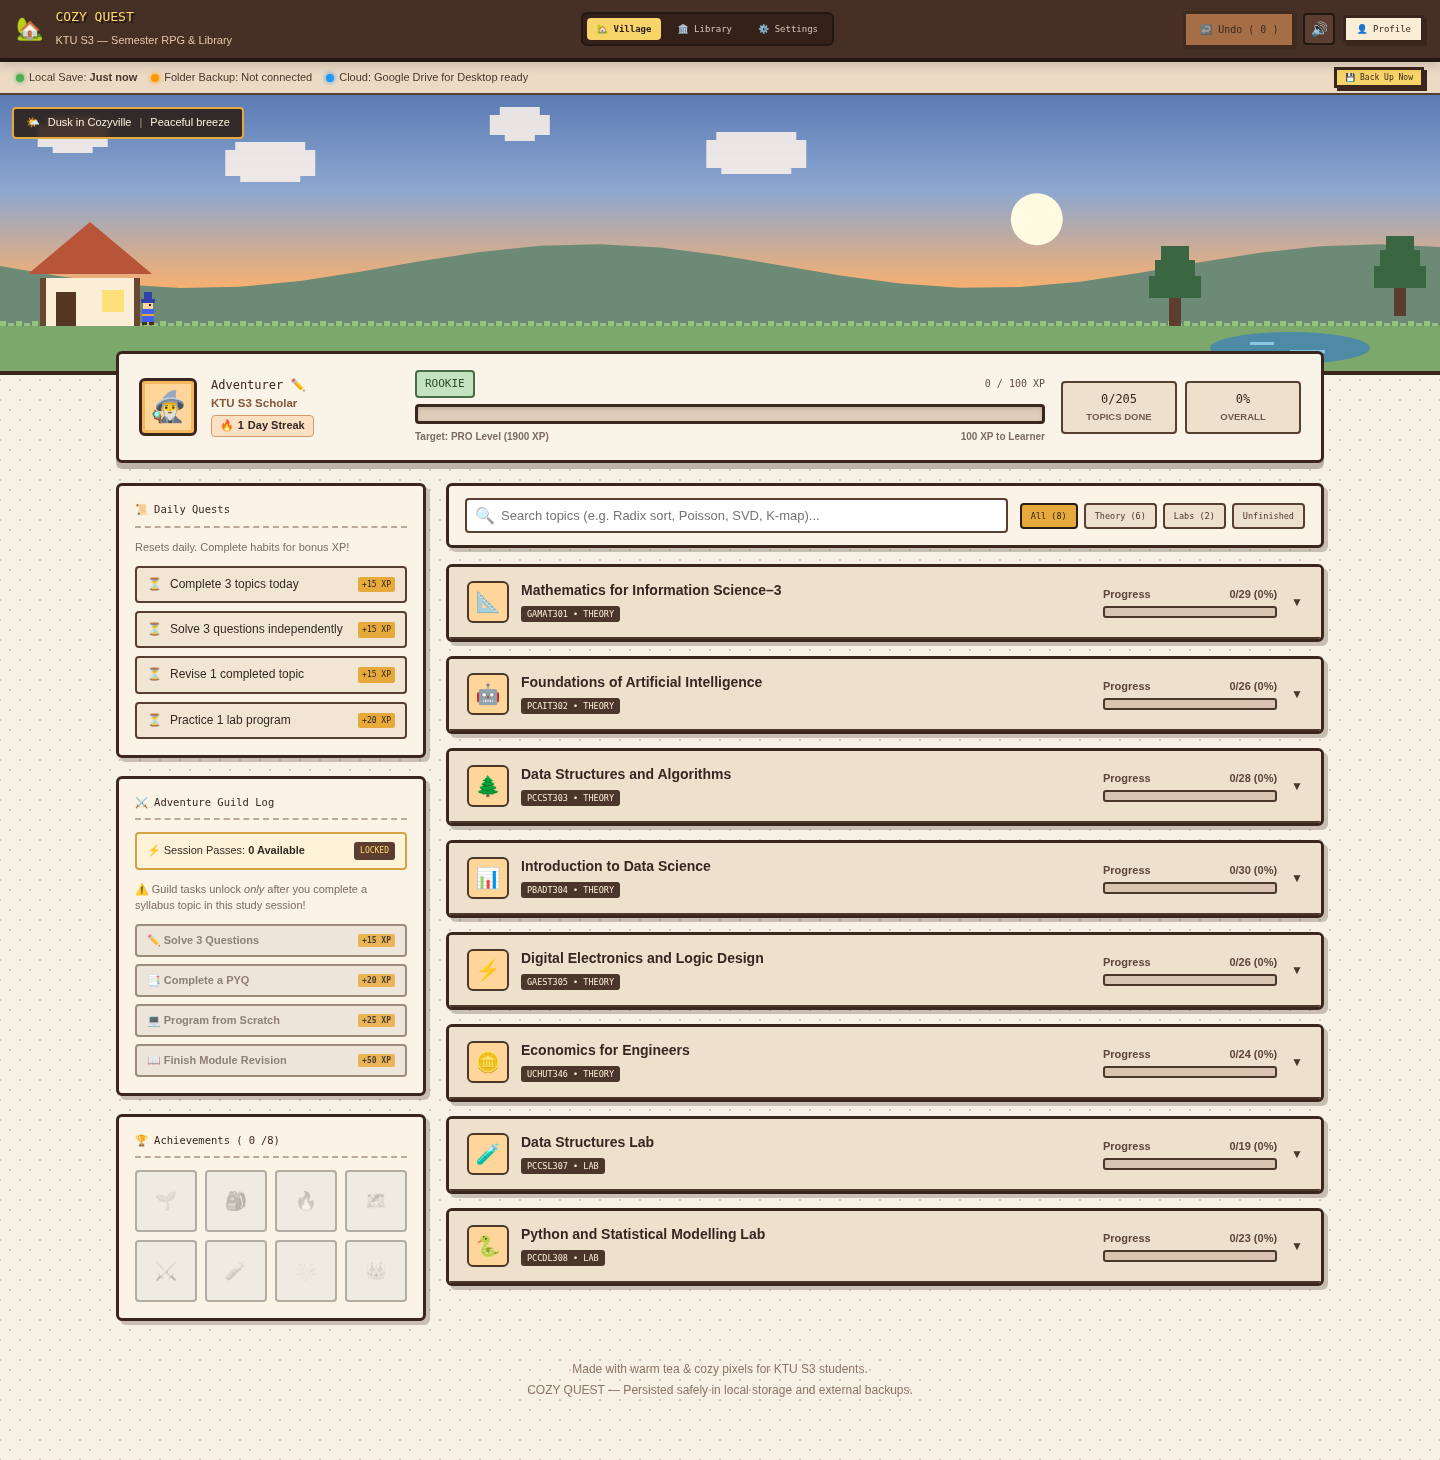 COZY QUEST
KTU S3 — Semester RPG & Library
Village
Library
Settings
Undo ( 0 )
Profile
Local Save: Just now
Folder Backup: Not connected
Cloud: Google Drive for Desktop ready
Back Up Now
Dusk in Cozyville | Peaceful breeze
Adventurer
KTU S3 Scholar
1 Day Streak
ROOKIE
0 / 100 XP
Target: PRO Level (1900 XP)
100 XP to Learner
0/205
TOPICS DONE
0%
OVERALL
Daily Quests
Resets daily. Complete habits for bonus XP!
Complete 3 topics today +15 XP
Solve 3 questions independently +15 XP
Revise 1 completed topic +15 XP
Practice 1 lab program +20 XP
Adventure Guild Log
Session Passes: 0 Available LOCKED
Guild tasks unlock only after you complete a
syllabus topic in this study session!
Solve 3 Questions +15 XP
Complete a PYQ +20 XP
Program from Scratch +25 XP
Finish Module Revision +50 XP
Achievements ( 0 /8)
Search topics (e.g. Radix sort, Poisson, SVD, K-map)...
All (8)
Theory (6)
Labs (2)
Unfinished
Mathematics for Information Science–3
GAMAT301 • THEORY
Progress 0/29 (0%)
Foundations of Artificial Intelligence
PCAIT302 • THEORY
Progress 0/26 (0%)
Data Structures and Algorithms
PCCST303 • THEORY
Progress 0/28 (0%)
Introduction to Data Science
PBADT304 • THEORY
Progress 0/30 (0%)
Digital Electronics and Logic Design
GAEST305 • THEORY
Progress 0/26 (0%)
Economics for Engineers
UCHUT346 • THEORY
Progress 0/24 (0%)
Data Structures Lab
PCCSL307 • LAB
Progress 0/19 (0%)
Python and Statistical Modelling Lab
PCCDL308 • LAB
Progress 0/23 (0%)
Made with warm tea & cozy pixels for KTU S3 students.
COZY QUEST — Persisted safely in local storage and external backups.